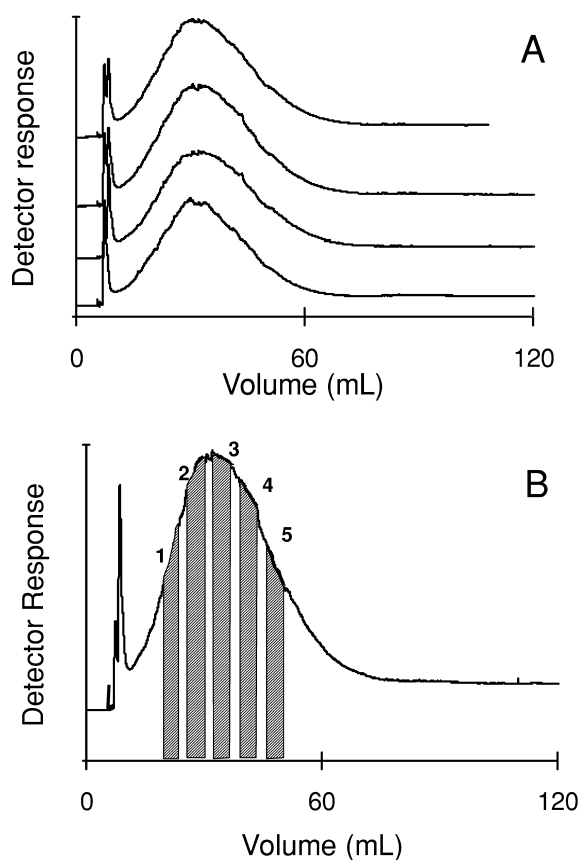 A
Detector response
0 60 120
Volume (mL)
B
1 2 3 4 5
Detector Response
0 60 120
Volume (mL)